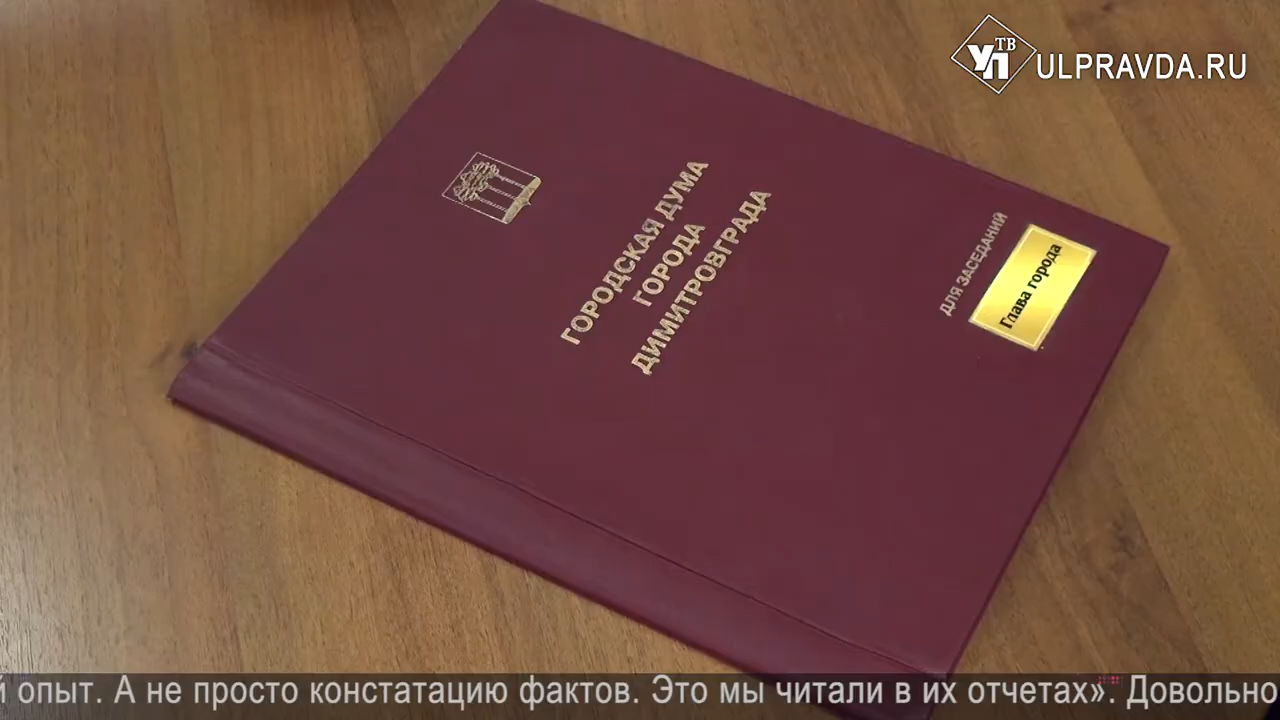 УП ТВ
ULPRAVDA.RU
ГОРОДСКАЯ ДУМА
ГОРОДА
ДИМИТРОВГРАДА
ДЛЯ ЗАСЕДАНИЙ
Глава города
й опыт. А не просто констатацию фактов. Это мы читали в их отчетах». Довольно